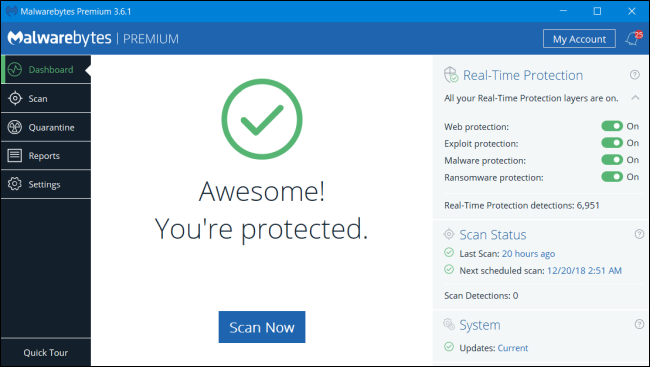 Malwarebytes Premium 3.6.1
Malwarebytes | PREMIUM
My Account
25
Dashboard
Scan
Quarantine
Reports
Settings
Quick Tour
Awesome!
You're protected.
Scan Now
Real-Time Protection
?
All your Real-Time Protection layers are on.
Web protection: On
Exploit protection: On
Malware protection: On
Ransomware protection: On
Real-Time Protection detections: 6,951
Scan Status
?
Last Scan: 20 hours ago
Next scheduled scan: 12/20/18 2:51 AM
Scan Detections: 0
System
?
Updates: Current